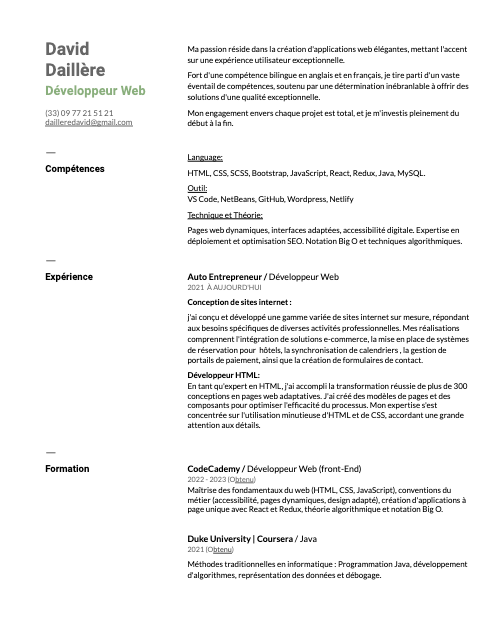 David
Daillère
Développeur Web
(33) 09 77 21 51 21
dailleredavid@gmail.com
Ma passion réside dans la création d'applications web élégantes, mettant l'accent
sur une expérience utilisateur exceptionnelle.
Fort d'une compétence bilingue en anglais et en français, je tire parti d'un vaste
éventail de compétences, soutenu par une détermination inébranlable à offrir des
solutions d'une qualité exceptionnelle.
Mon engagement envers chaque projet est total, et je m'investis pleinement du
début à la fin.
Compétences
Language:
HTML, CSS, SCSS, Bootstrap, JavaScript, React, Redux, Java, MySQL.
Outil:
VS Code, NetBeans, GitHub, Wordpress, Netlify
Technique et Théorie:
Pages web dynamiques, interfaces adaptées, accessibilité digitale. Expertise en
déploiement et optimisation SEO. Notation Big O et techniques algorithmiques.
Expérience
Auto Entrepreneur / Développeur Web
2021 À AUJOURD'HUI
Conception de sites internet :
j'ai conçu et développé une gamme variée de sites internet sur mesure, répondant
aux besoins spécifiques de diverses activités professionnelles. Mes réalisations
comprennent l'intégration de solutions e-commerce, la mise en place de systèmes
de réservation pour hôtels, la synchronisation de calendriers , la gestion de
portails de paiement, ainsi que la création de formulaires de contact.
Développeur HTML:
En tant qu'expert en HTML, j'ai accompli la transformation réussie de plus de 300
conceptions en pages web adaptatives. J'ai créé des modèles de pages et des
composants pour optimiser l'efficacité du processus. Mon expertise s'est
concentrée sur l'utilisation minutieuse d'HTML et de CSS, accordant une grande
attention aux détails.
Formation
CodeCademy / Développeur Web (front-End)
2022 - 2023 (Obtenu)
Maîtrise des fondamentaux du web (HTML, CSS, JavaScript), conventions du
métier (accessibilité, pages dynamiques, design adapté), création d'applications à
page unique avec React et Redux, théorie algorithmique et notation Big O.
Duke University | Coursera / Java
2021 (Obtenu)
Méthodes traditionnelles en informatique : Programmation Java, développement
d'algorithmes, représentation des données et débogage.